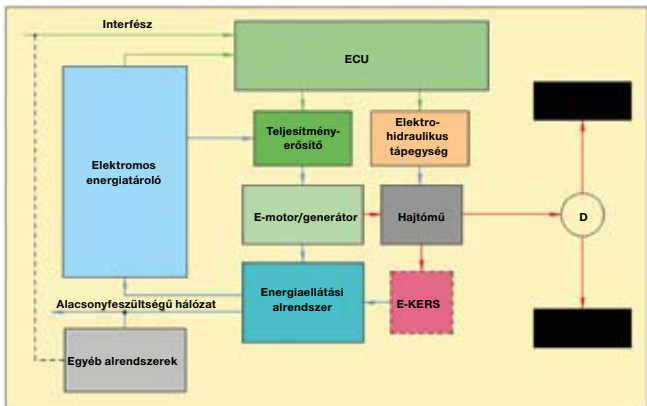 Interfész
ECU
Teljesítmény-
erősítő
Elektro-
hidraulikus
tápegység
Elektromos
energiatároló
E-motor/generátor
Hajtómű
D
Energiaellátási
alrendszer
E-KERS
Alacsonyfeszültségű hálózat
Egyéb alrendszerek